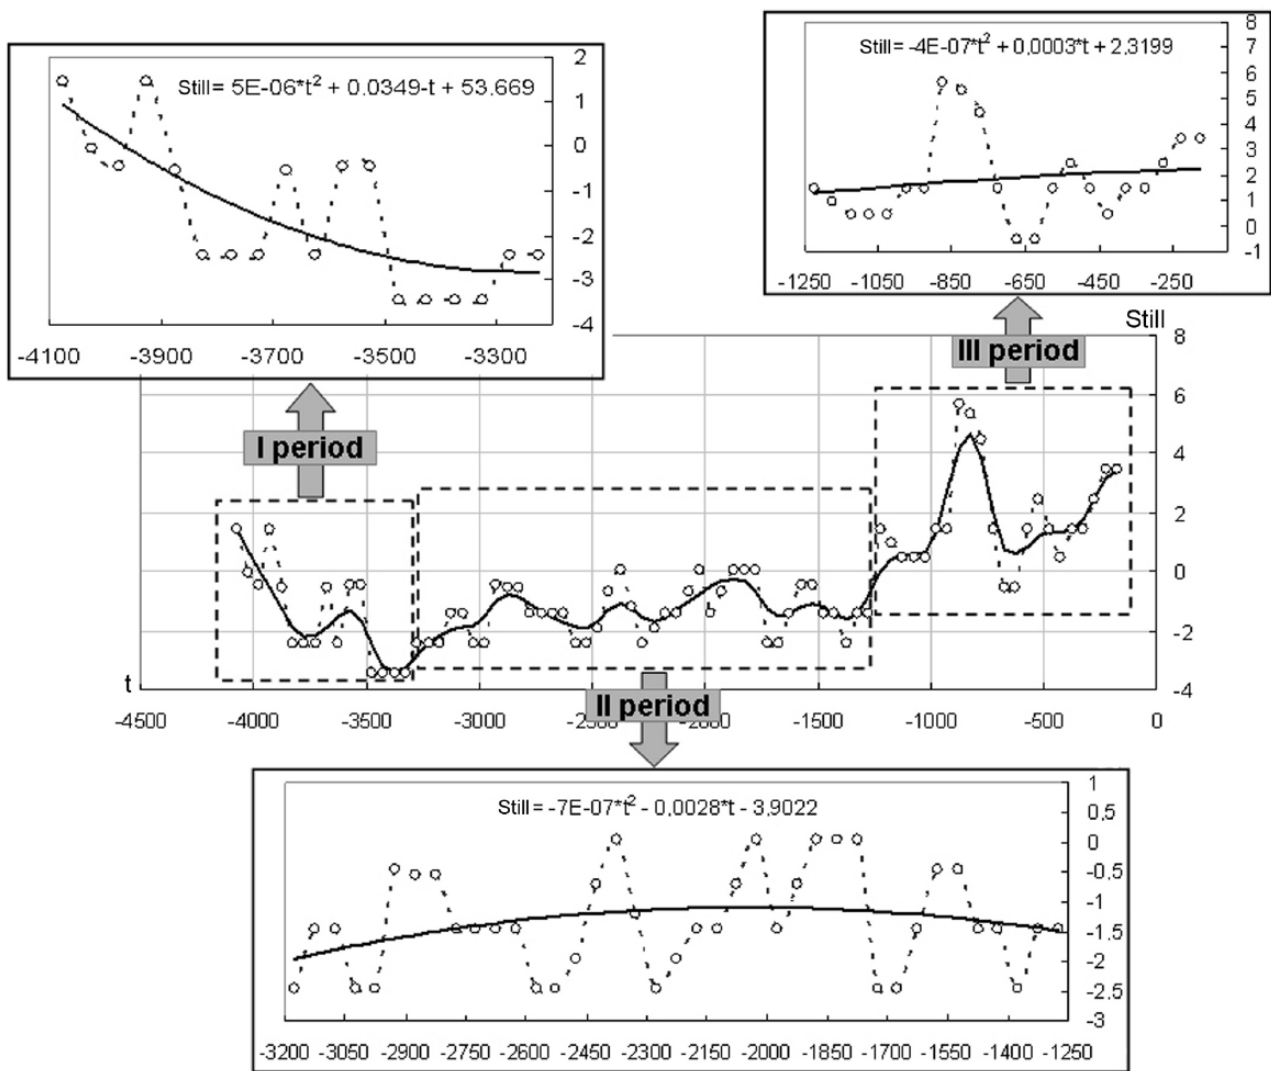 Still= 5E-06*t² + 0.0349-t + 53.669
2
1
0
-1
-2
-3
-4
-4100 -3900 -3700 -3500 -3300
Still= -4E-07*t² + 0,0003*t + 2,3199
8
7
6
5
4
3
2
1
0
-1
-1250 -1050 -850 -650 -450 -250
Still
I period
III period
II period
8
6
4
2
0
-2
-4
t
-4500 -4000 -3500 -3000 -2500 -2000 -1500 -1000 -500 0
Still= -7E-07*t² - 0,0028*t - 3,9022
1
0,5
0
-0,5
-1
-1,5
-2
-2,5
-3
-3200 -3050 -2900 -2750 -2600 -2450 -2300 -2150 -2000 -1850 -1700 -1550 -1400 -1250